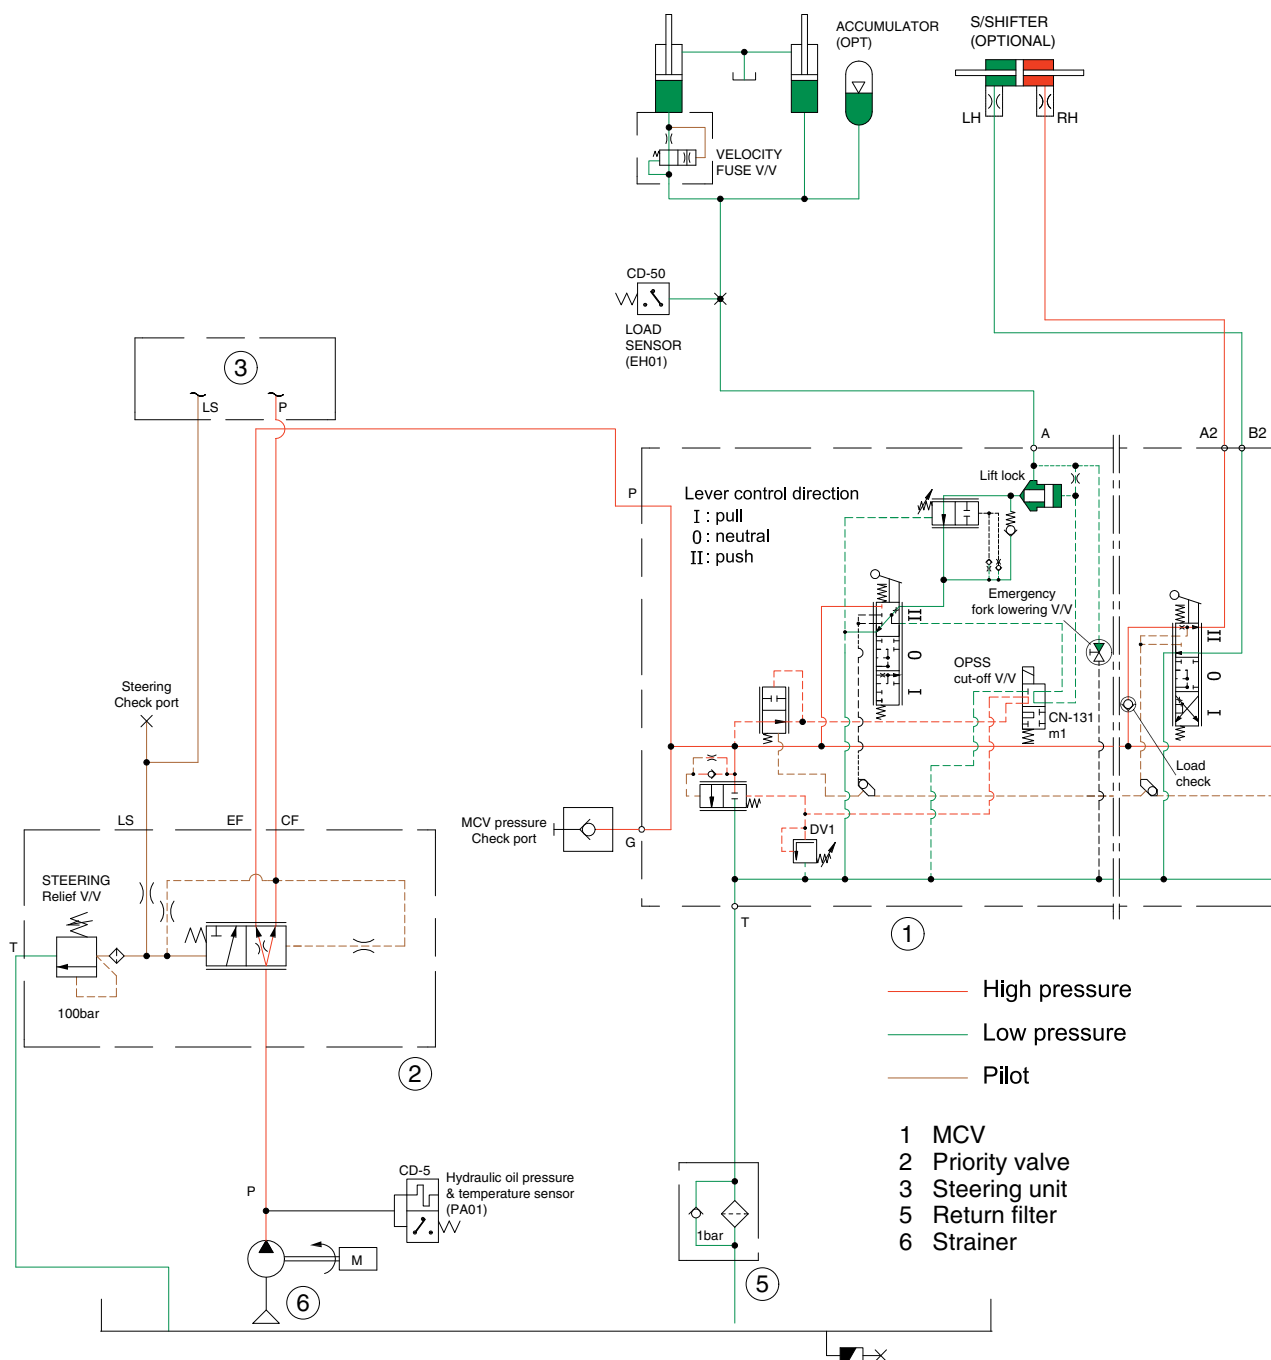 ACCUMULATOR
(OPT)
S/SHIFTER
(OPTIONAL)
LH
RH
VELOCITY
FUSE V/V
CD-50
LOAD
SENSOR
(EH01)
3
LS
P
A
A2
B2
P
Lever control direction
I : pull
0 : neutral
II : push
Lift lock
Emergency
fork lowering V/V
II
0
I
II
0
I
OPSS
cut-off V/V
CN-131
m1
Steering
Check port
Load
check
LS
EF
CF
MCV pressure
Check port
G
DV1
STEERING
Relief V/V
T
100bar
T
1
2
High pressure
Low pressure
Pilot
1 MCV
2 Priority valve
3 Steering unit
5 Return filter
6 Strainer
CD-5
Hydraulic oil pressure
& temperature sensor
(PA01)
P
M
6
1bar
5